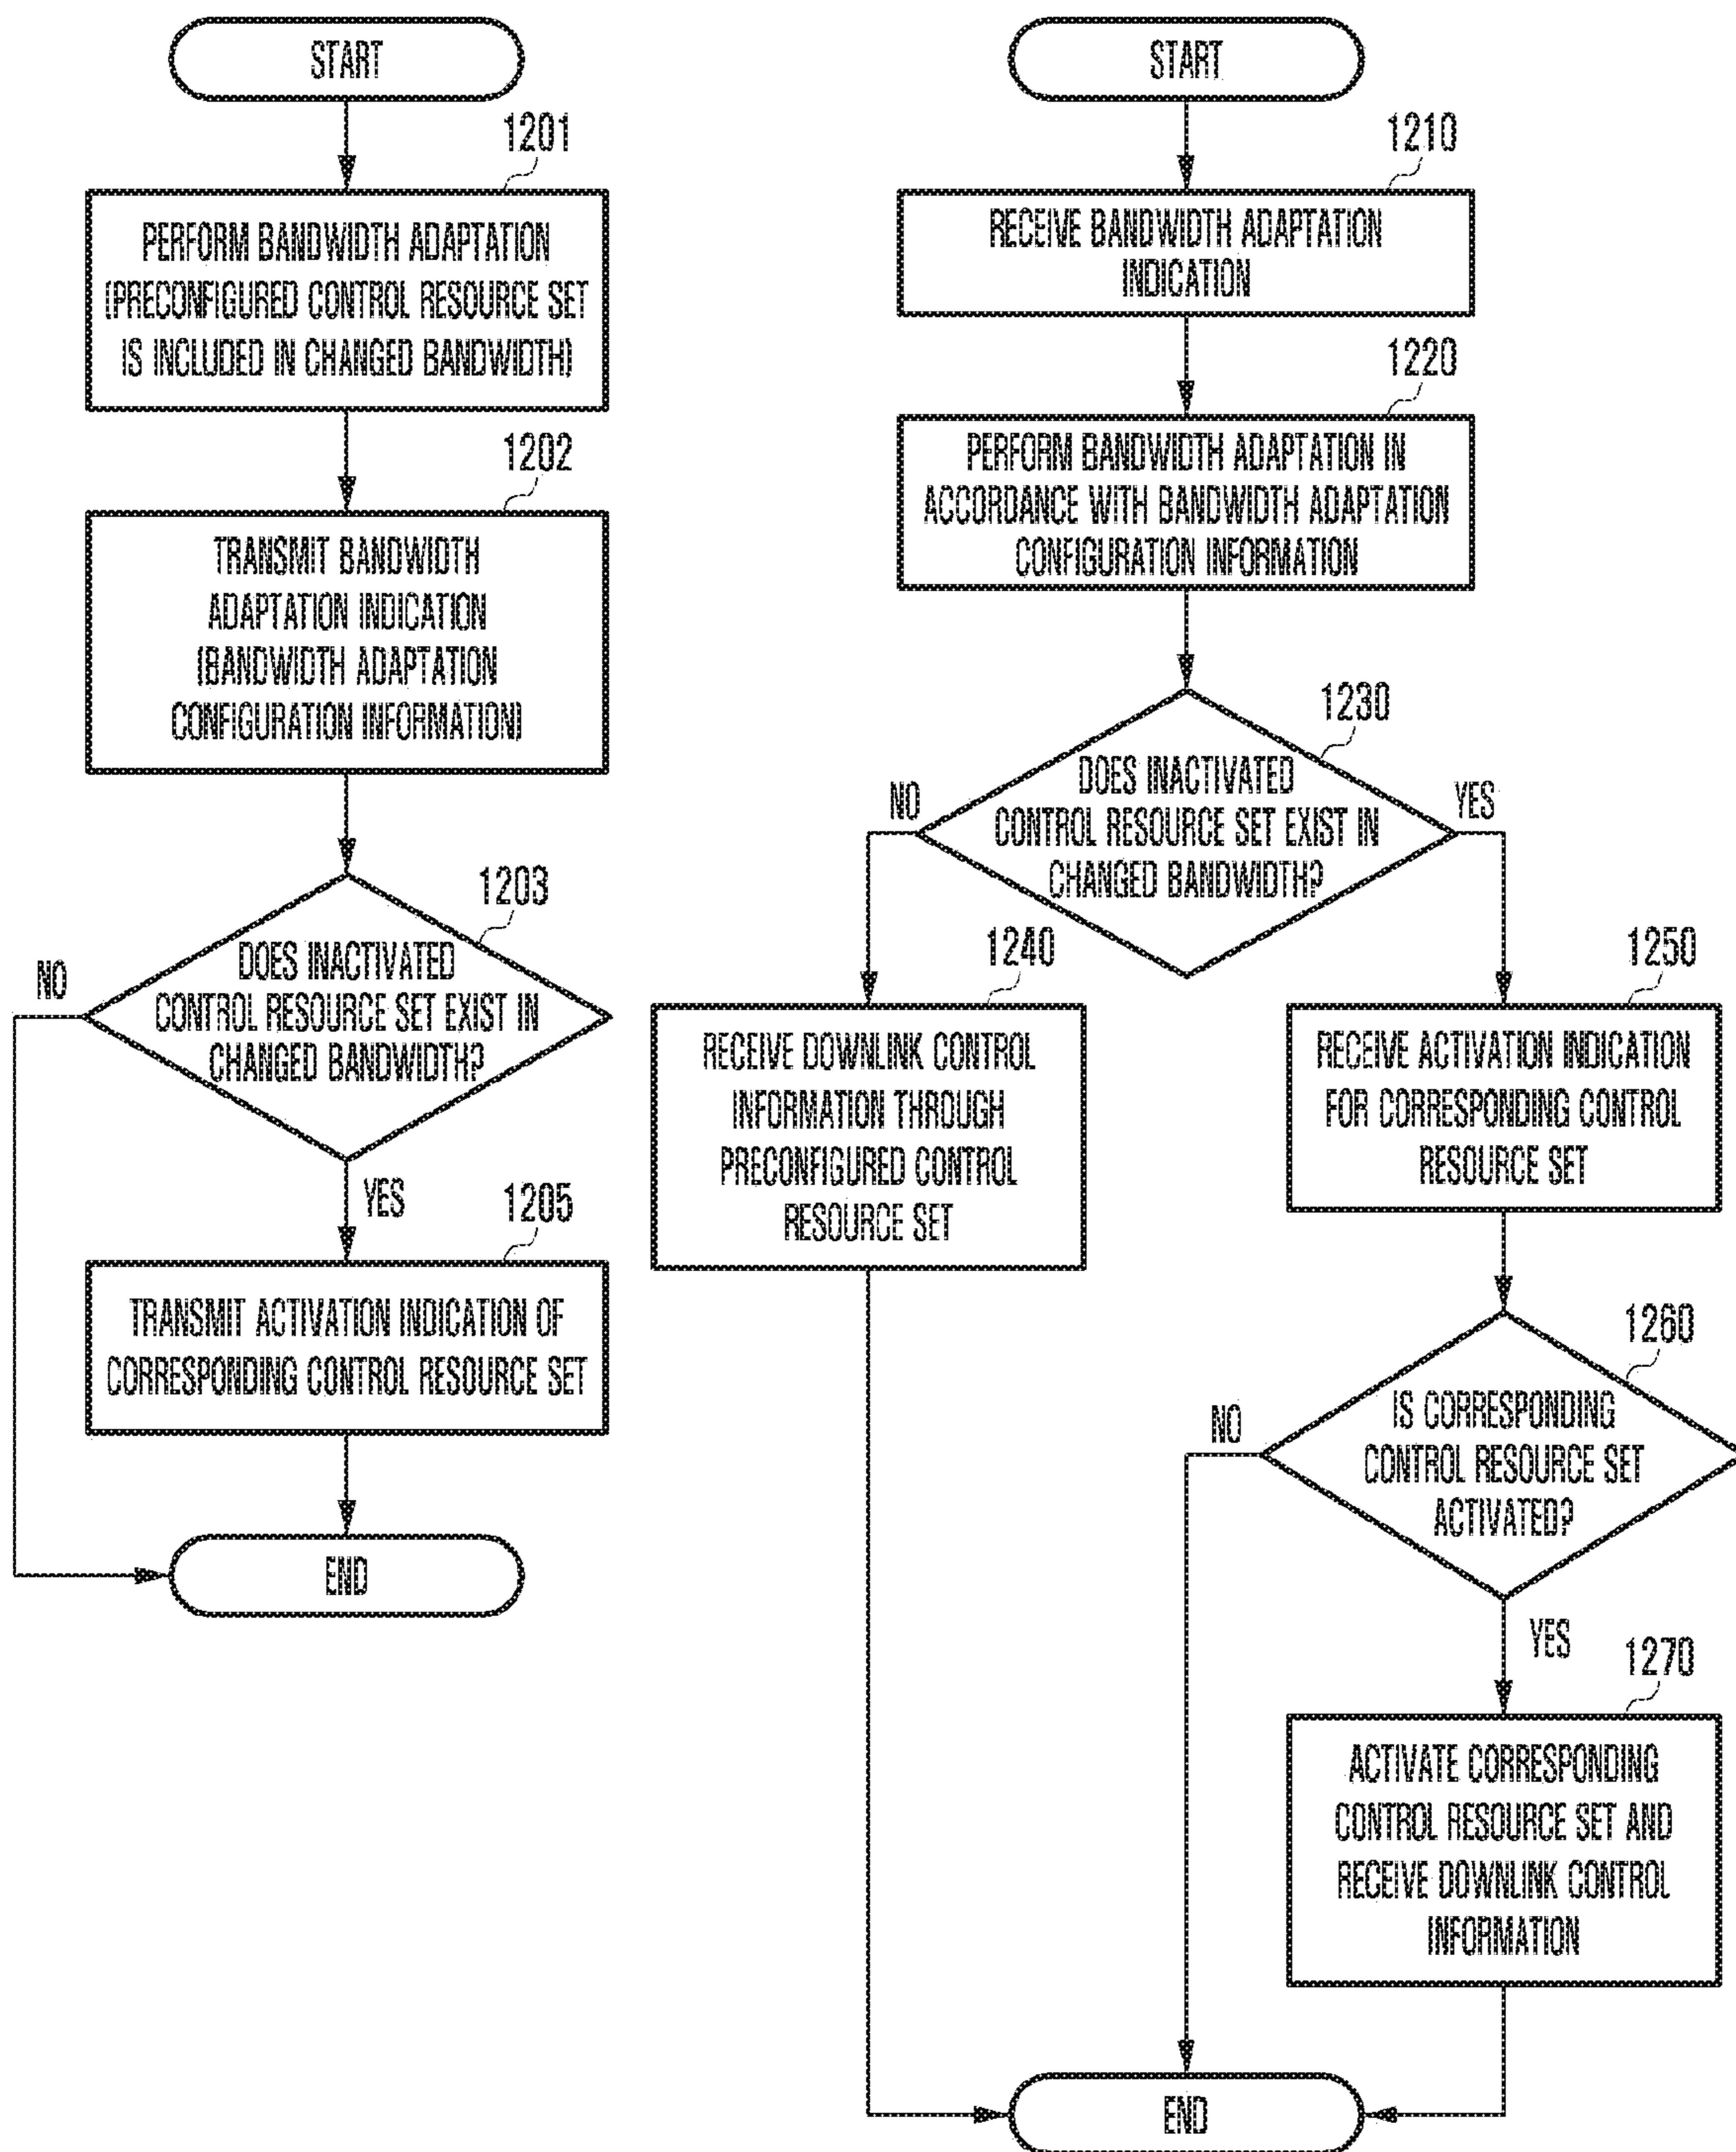 START
1201
PERFORM BANDWIDTH ADAPTATION
(PRECONFIGURED CONTROL RESOURCE SET
IS INCLUDED IN CHANGED BANDWIDTH)
1202
TRANSMIT BANDWIDTH
ADAPTATION INDICATION
(BANDWIDTH ADAPTATION
CONFIGURATION INFORMATION)
1203
DOES INACTIVATED
CONTROL RESOURCE SET EXIST IN
CHANGED BANDWIDTH?
NO
YES
1205
TRANSMIT ACTIVATION INDICATION OF
CORRESPONDING CONTROL RESOURCE SET
END
START
1210
RECEIVE BANDWIDTH ADAPTATION
INDICATION
1220
PERFORM BANDWIDTH ADAPTATION IN
ACCORDANCE WITH BANDWIDTH ADAPTATION
CONFIGURATION INFORMATION
1230
DOES INACTIVATED
CONTROL RESOURCE SET EXIST IN
CHANGED BANDWIDTH?
NO
YES
1240
RECEIVE DOWNLINK CONTROL
INFORMATION THROUGH
PRECONFIGURED CONTROL
RESOURCE SET
1250
RECEIVE ACTIVATION INDICATION
FOR CORRESPONDING CONTROL
RESOURCE SET
1260
IS CORRESPONDING
CONTROL RESOURCE SET
ACTIVATED?
NO
YES
1270
ACTIVATE CORRESPONDING
CONTROL RESOURCE SET AND
RECEIVE DOWNLINK CONTROL
INFORMATION
END